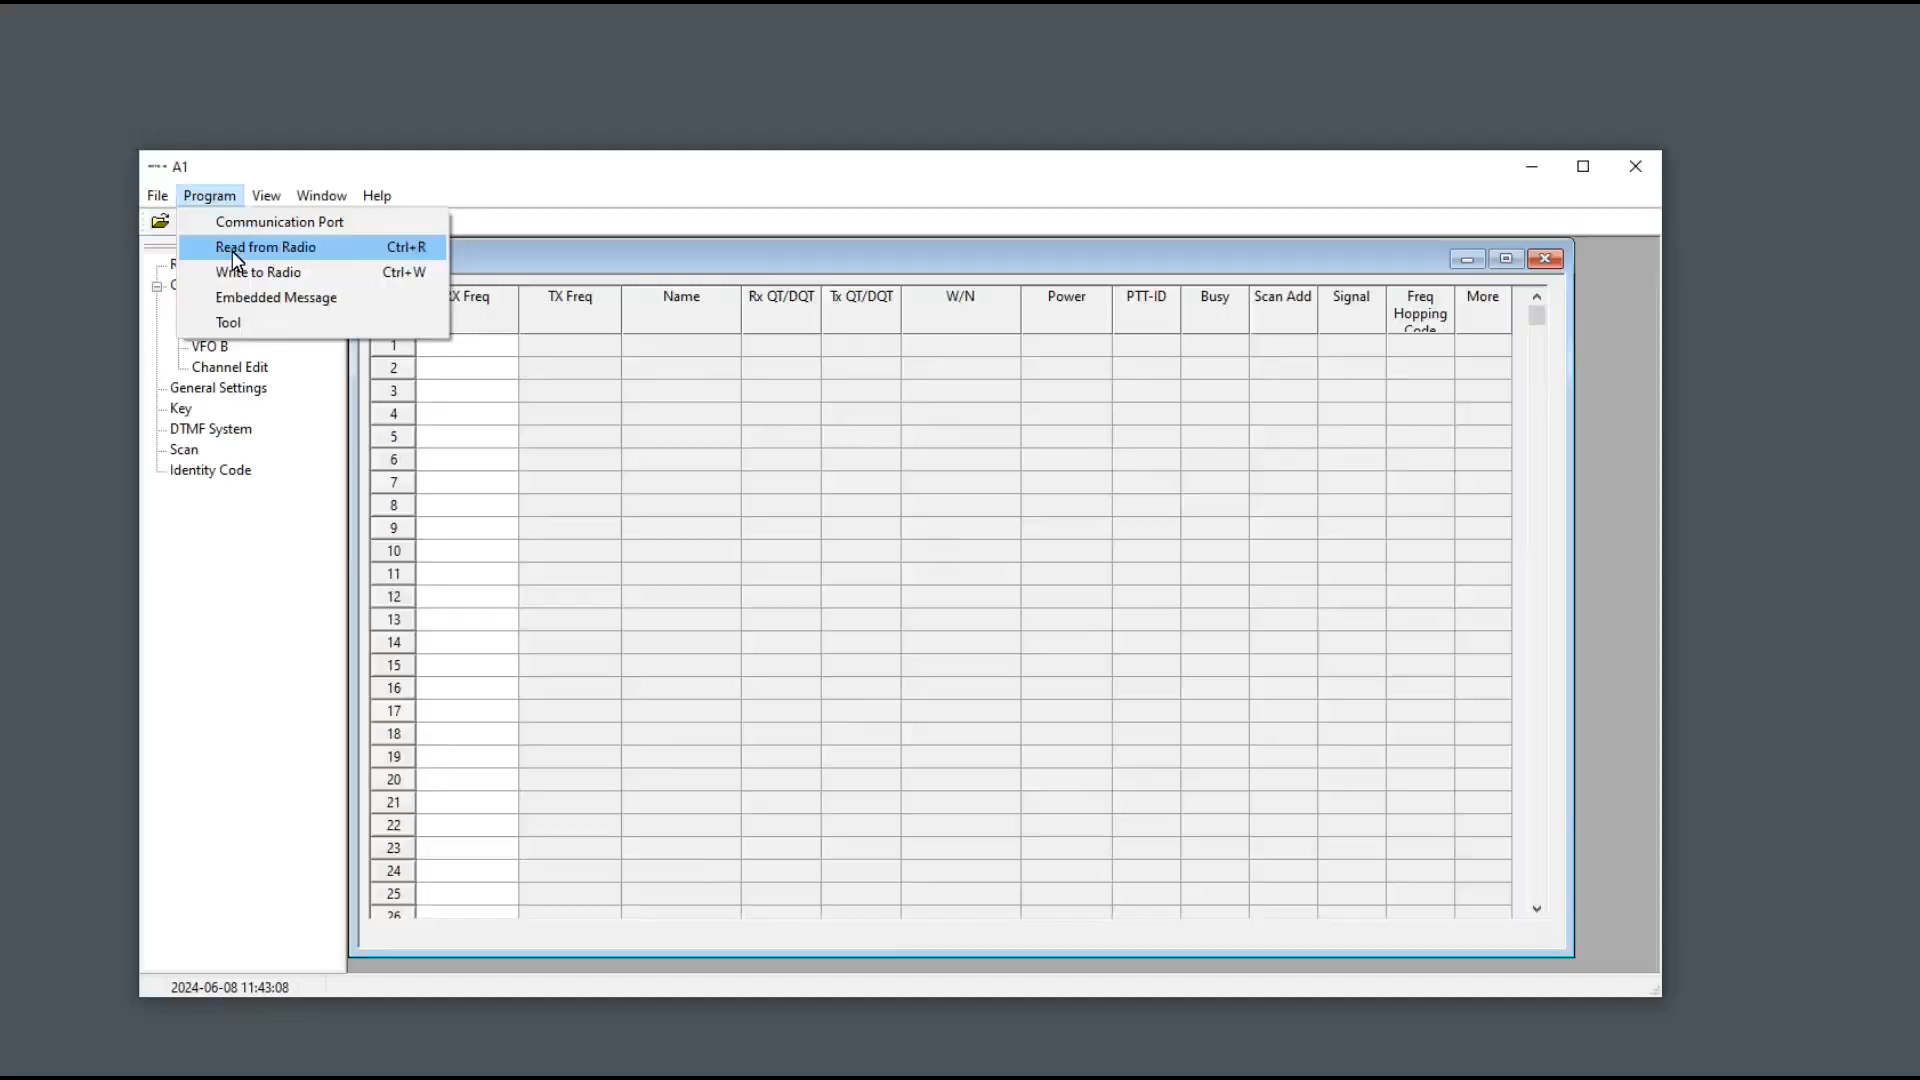 A1
File Program View Window Help
Communication Port
Read from Radio Ctrl+R
Write to Radio Ctrl+W
Embedded Message
Tool
VFO B
Channel Edit
General Settings
Key
DTMF System
Scan
Identity Code
RX Freq TX Freq Name Rx QT/DQT Tx QT/DQT W/N Power PTT-ID Busy Scan Add Signal Freq Hopping Code More
1
2
3
4
5
6
7
8
9
10
11
12
13
14
15
16
17
18
19
20
21
22
23
24
25
26
2024-06-08 11:43:08